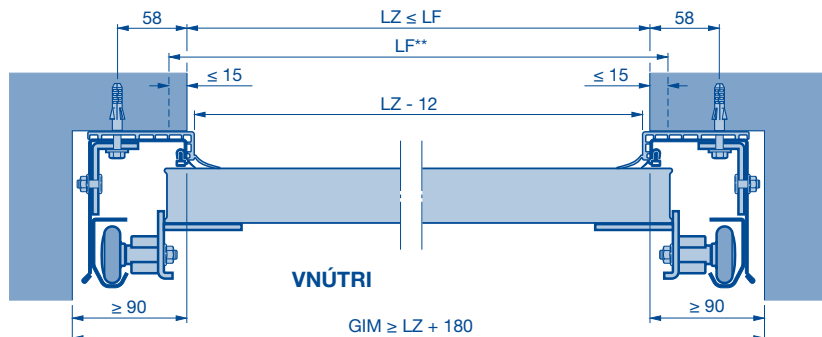 58 LZ ≤ LF 58
LF**
≤ 15 ≤ 15
LZ - 12
VNÚTRI
≥ 90 ≥ 90
GIM ≥ LZ + 180